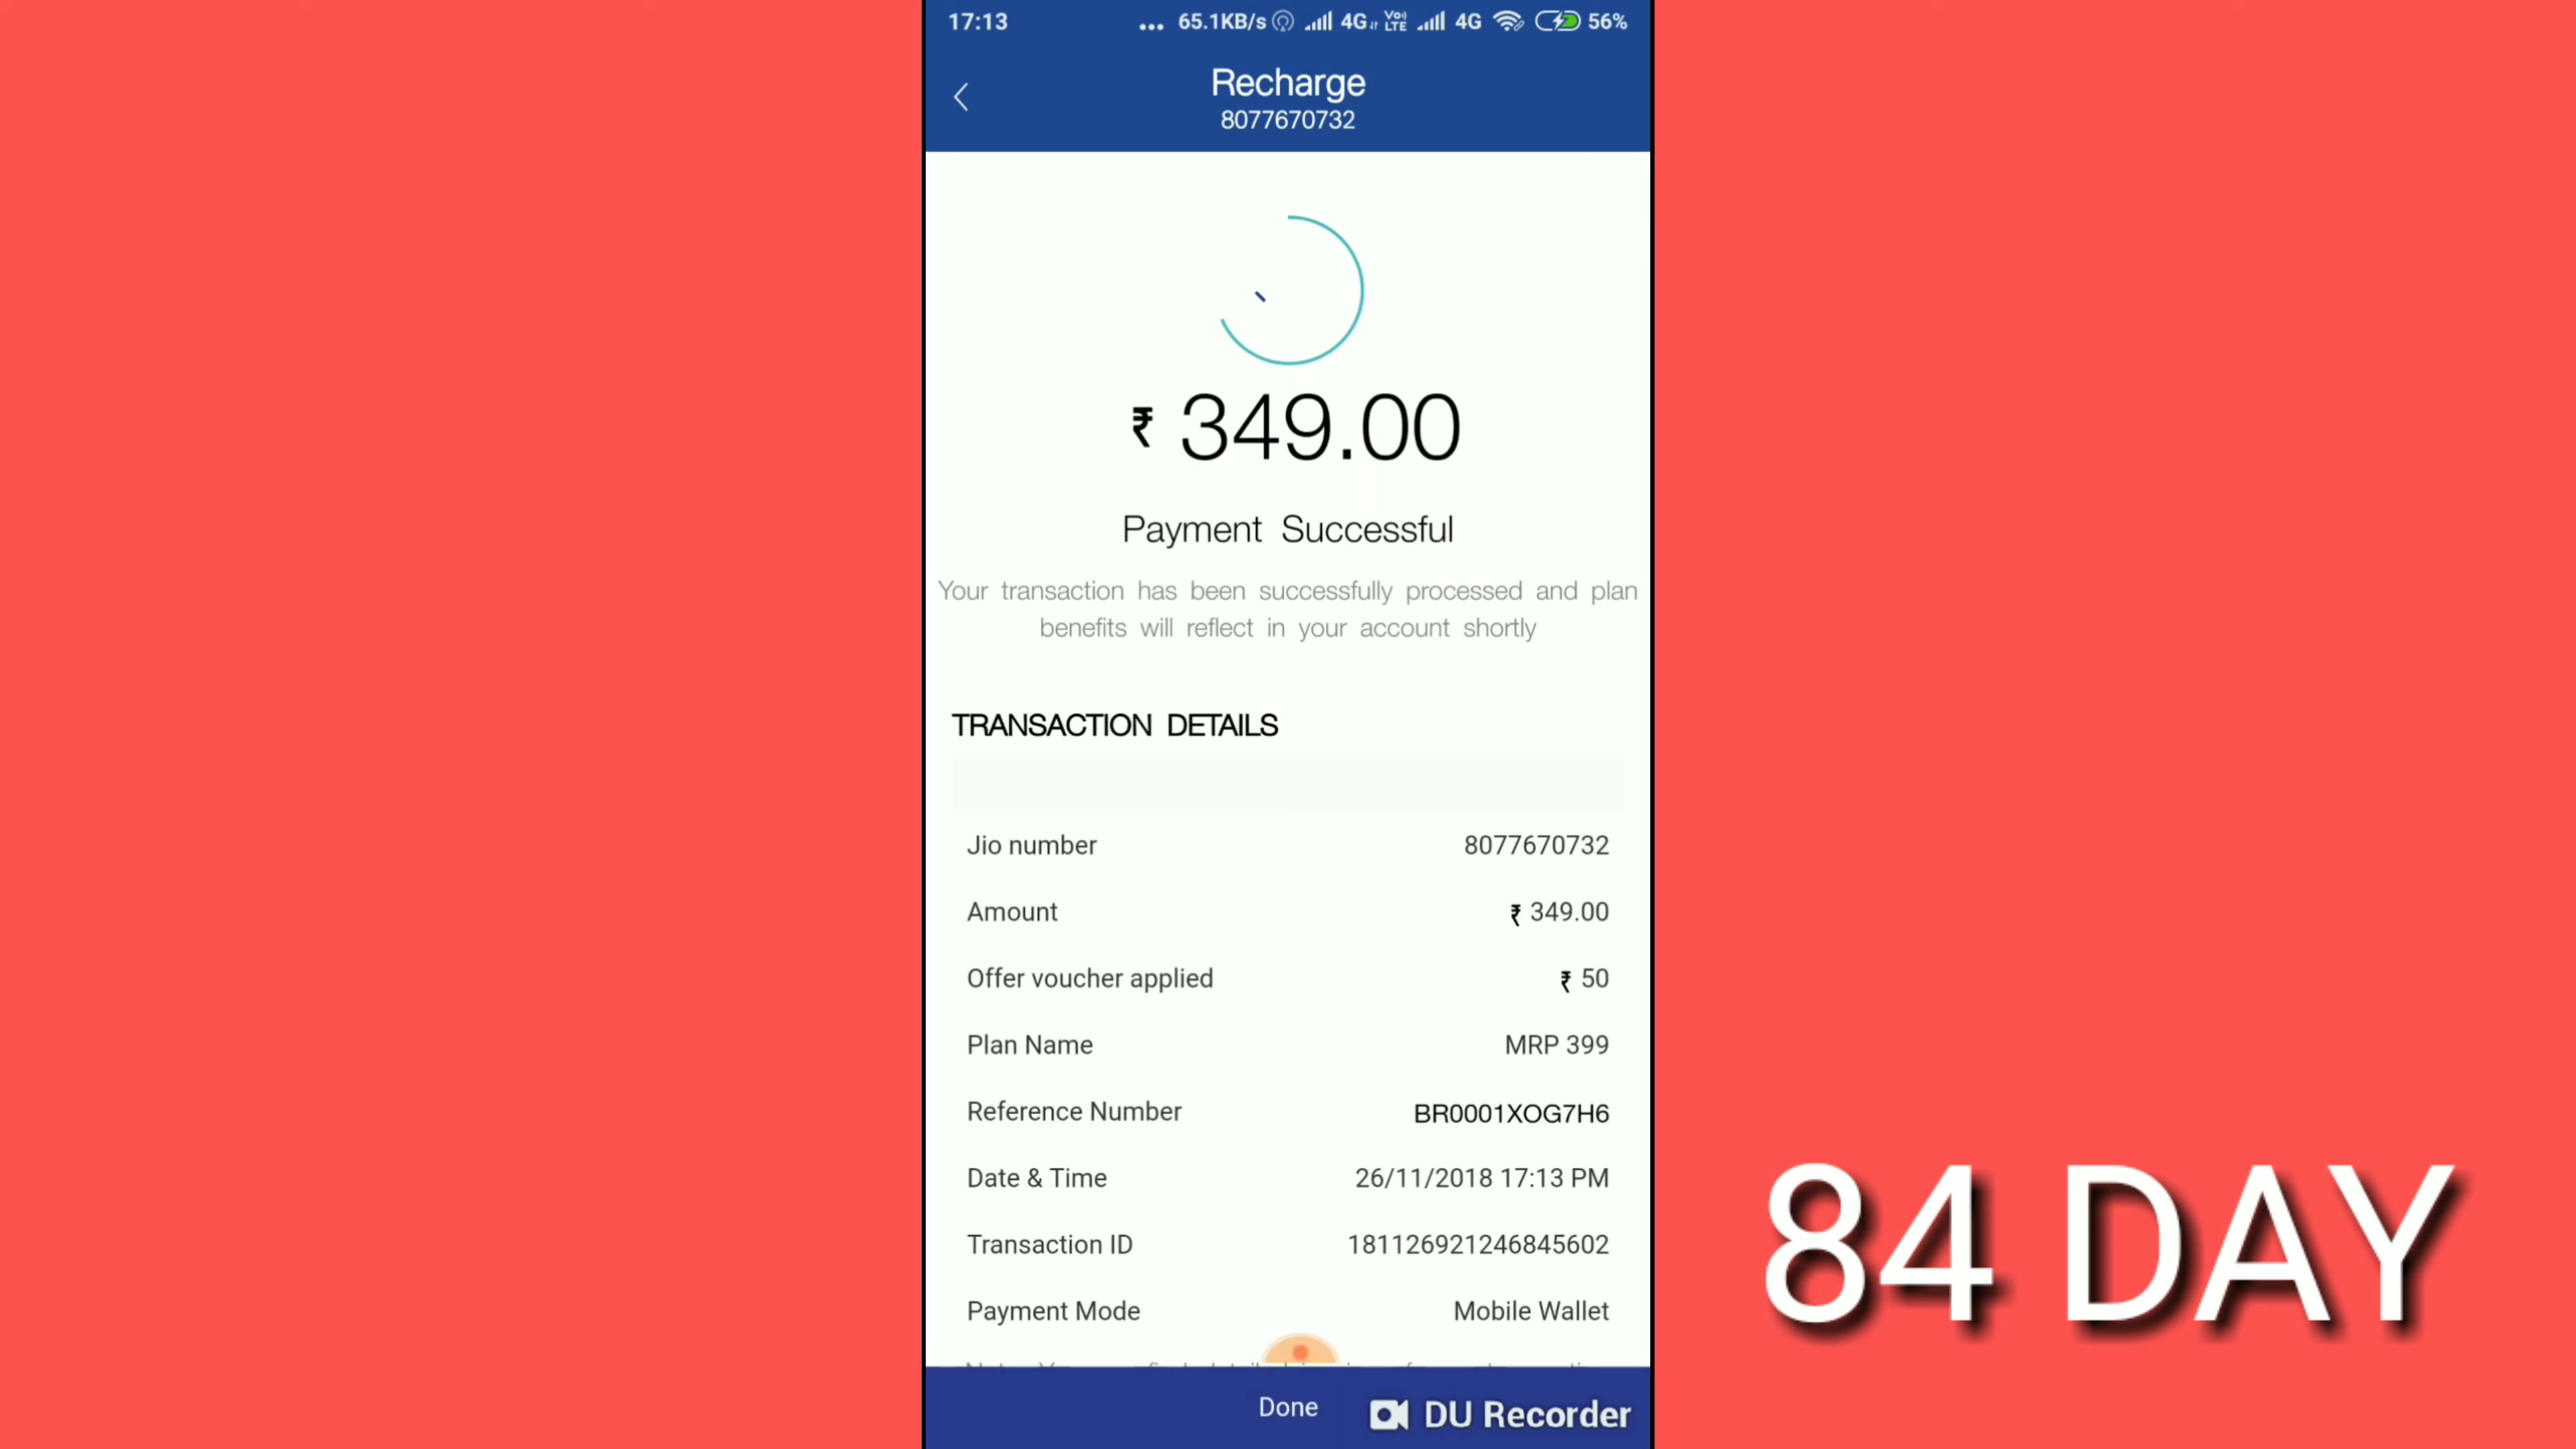 17:13 ... 65.1KB/s 4G Vo) LTE 4G 56%
Recharge
8077670732
₹ 349.00
Payment Successful
Your transaction has been successfully processed and plan
benefits will reflect in your account shortly
TRANSACTION DETAILS
Jio number 8077670732
Amount ₹ 349.00
Offer voucher applied ₹ 50
Plan Name MRP 399
Reference Number BR0001XOG7H6
Date & Time 26/11/2018 17:13 PM
Transaction ID 181126921246845602
Payment Mode Mobile Wallet
Done DU Recorder
84 DAY